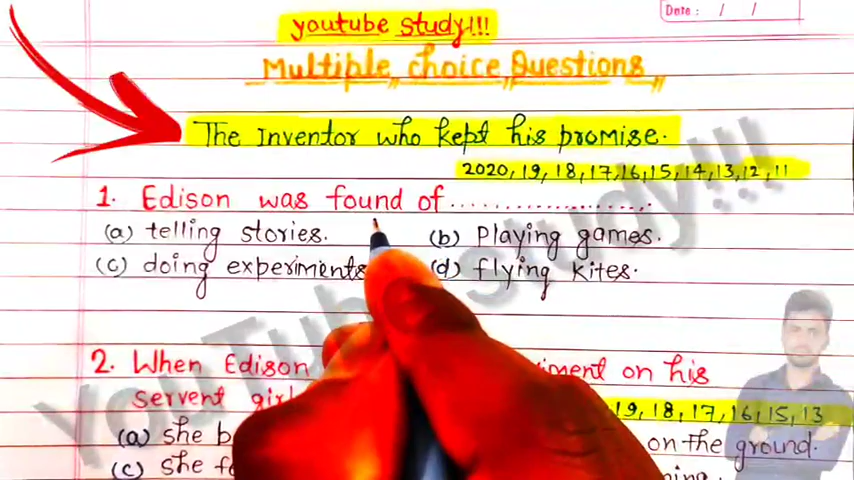 Date: / /
youtube study!!!
Multiple choice Questions
The Inventor who kept his promise.
2020, 19, 18, 17, 16, 15, 14, 13, 12, 11
1. Edison was found of....................
(a) telling stories. (b) Playing games.
(c) doing experiments (d) flying kites.
2. When Edison on his
servent 19, 18, 17, 16, 15, 13
(a) she on the ground.
(c) she
YouTube study!!!